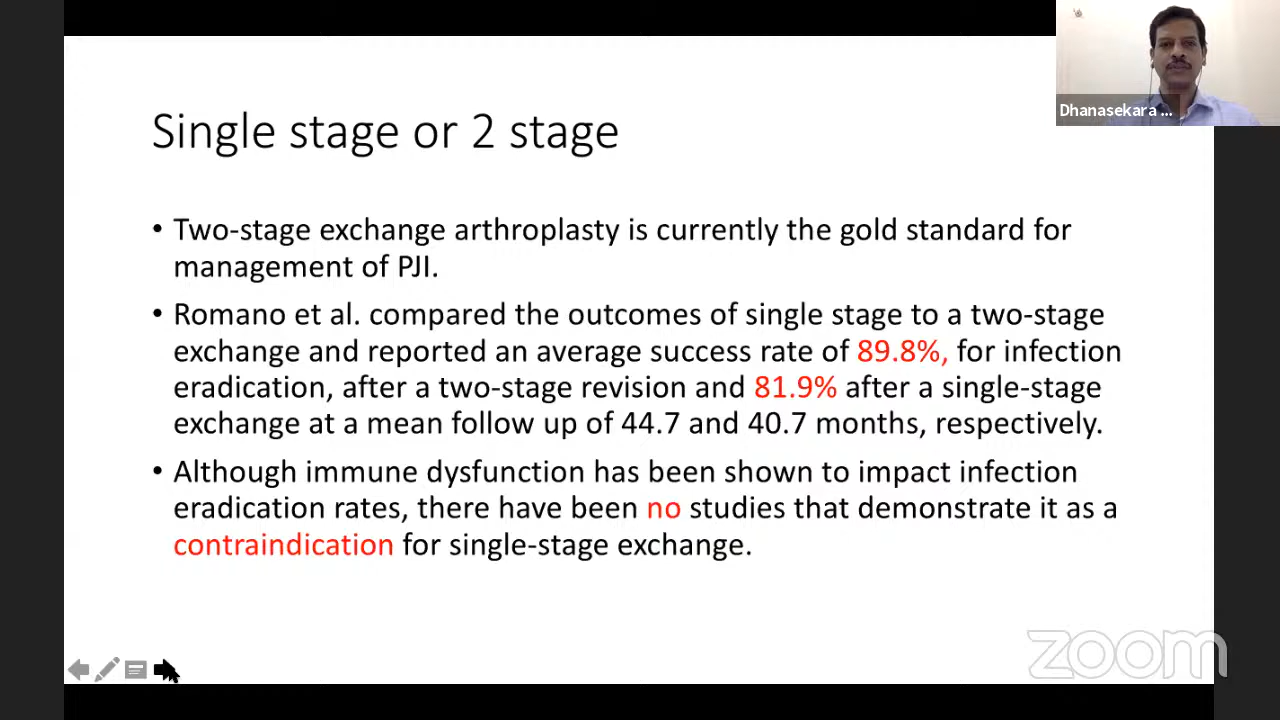 Dhanasekara ...
Single stage or 2 stage
• Two-stage exchange arthroplasty is currently the gold standard for
management of PJI.
• Romano et al. compared the outcomes of single stage to a two-stage
exchange and reported an average success rate of 89.8%, for infection
eradication, after a two-stage revision and 81.9% after a single-stage
exchange at a mean follow up of 44.7 and 40.7 months, respectively.
• Although immune dysfunction has been shown to impact infection
eradication rates, there have been no studies that demonstrate it as a
contraindication for single-stage exchange.
zoom